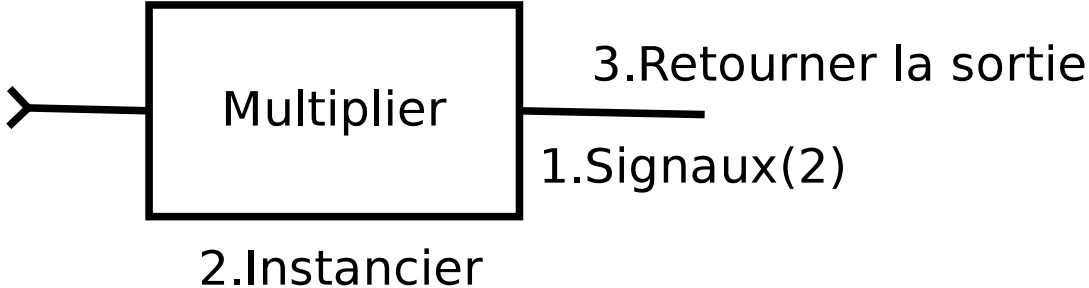 3.Retourner la sortie
Multiplier
1.Signaux(2)
2.Instancier